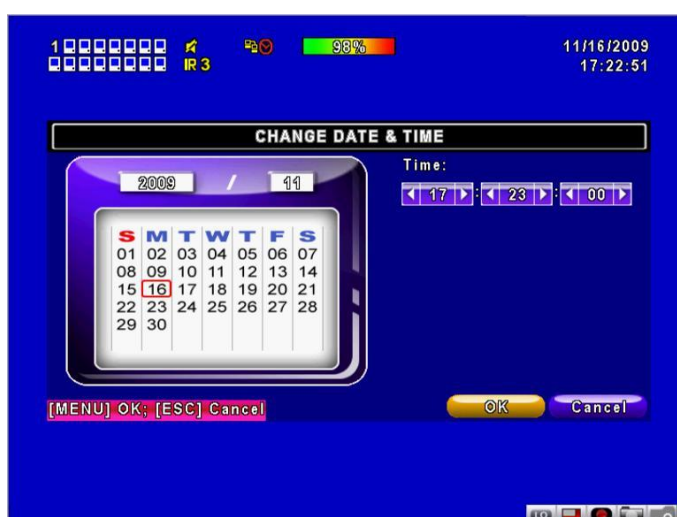 1
IR 3
98%
11/16/2009
17:22:51
CHANGE DATE & TIME
2009 / 11
S M T W T F S
01 02 03 04 05 06 07
08 09 10 11 12 13 14
15 16 17 18 19 20 21
22 23 24 25 26 27 28
29 30
Time:
17 : 23 : 00
[MENU] OK; [ESC] Cancel
OK
Cancel